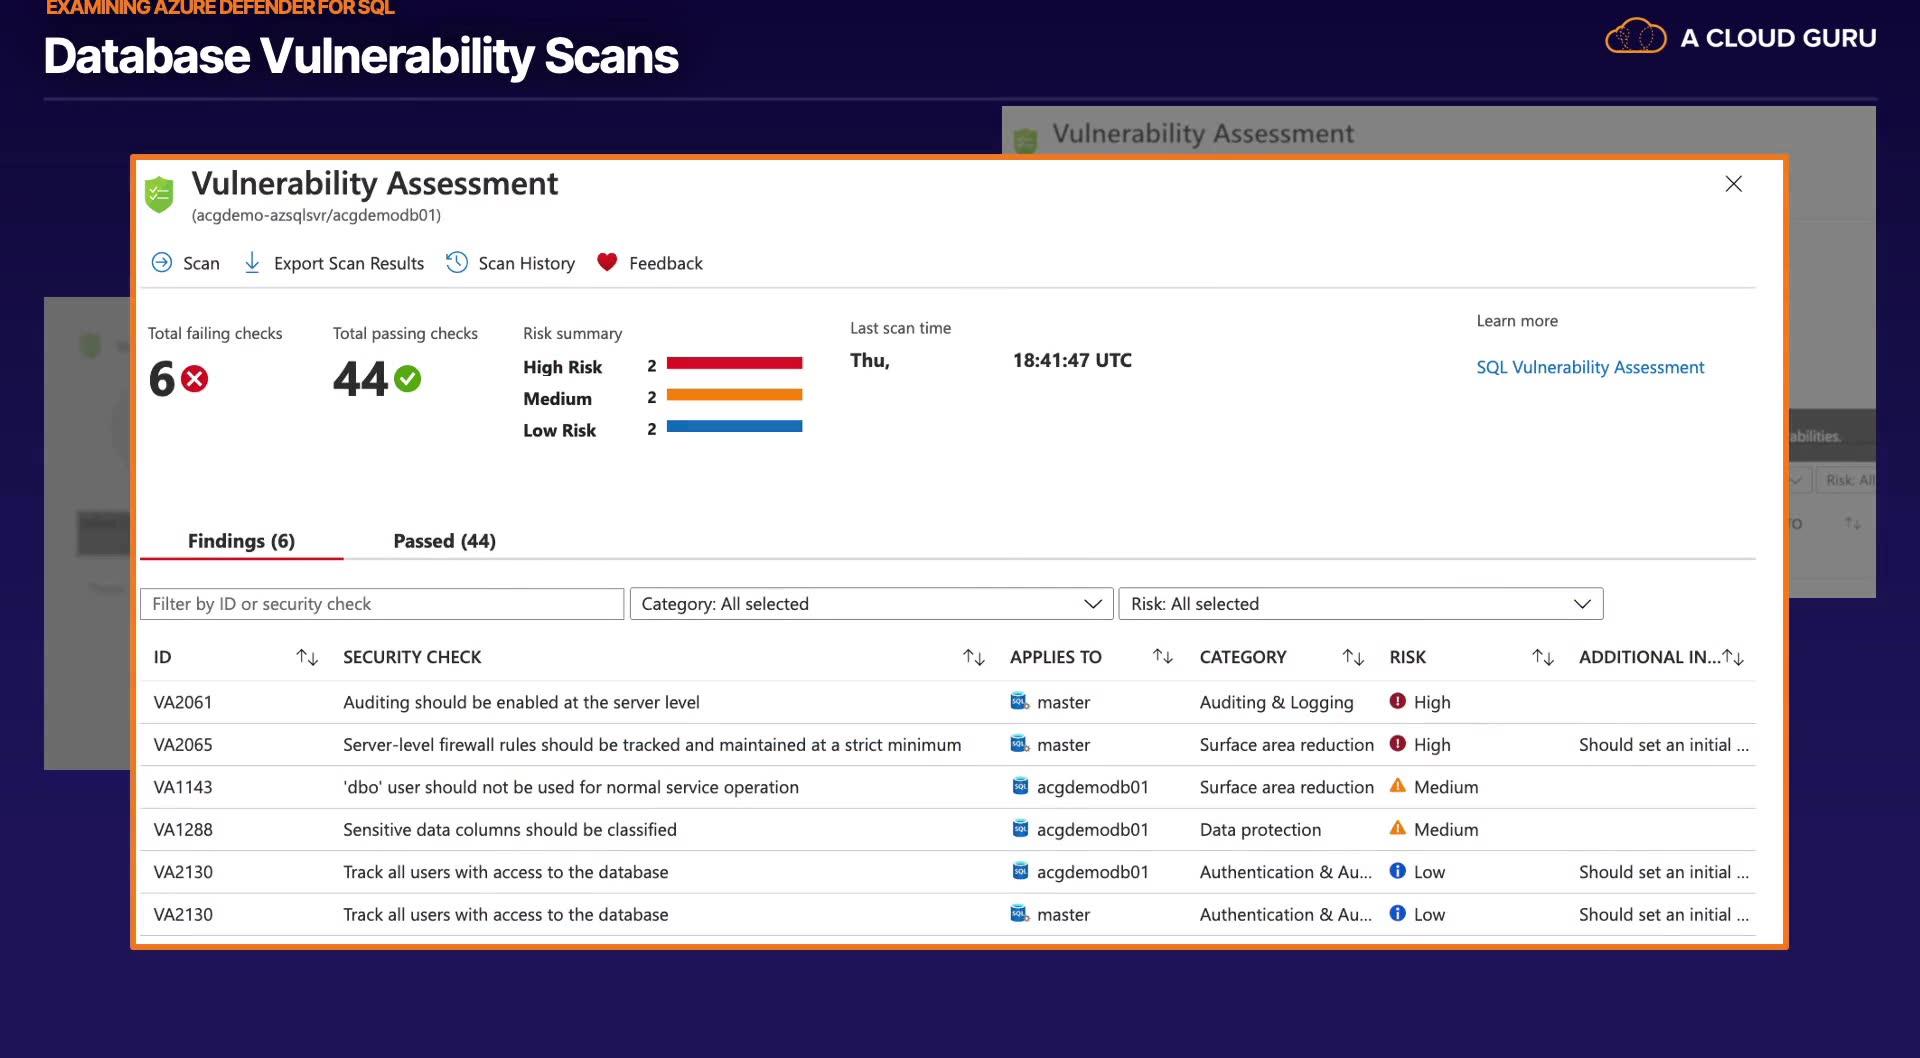 EXAMINING AZURE DEFENDER FOR SQL
Database Vulnerability Scans
A CLOUD GURU
Vulnerability Assessment
Vulnerability Assessment
(acgdemo-azsqlsvr/acgdemodb01)
Scan Export Scan Results Scan History Feedback
Total failing checks Total passing checks Risk summary Last scan time Learn more
6 44 High Risk 2 Thu, 18:41:47 UTC SQL Vulnerability Assessment
Medium 2
Low Risk 2
abilities.
Risk: All
TO
Findings (6) Passed (44)
Filter by ID or security check Category: All selected Risk: All selected
ID SECURITY CHECK APPLIES TO CATEGORY RISK ADDITIONAL IN...
VA2061 Auditing should be enabled at the server level master Auditing & Logging High
VA2065 Server-level firewall rules should be tracked and maintained at a strict minimum master Surface area reduction High Should set an initial ...
VA1143 'dbo' user should not be used for normal service operation acgdemodb01 Surface area reduction Medium
VA1288 Sensitive data columns should be classified acgdemodb01 Data protection Medium
VA2130 Track all users with access to the database acgdemodb01 Authentication & Au... Low Should set an initial ...
VA2130 Track all users with access to the database master Authentication & Au... Low Should set an initial ...